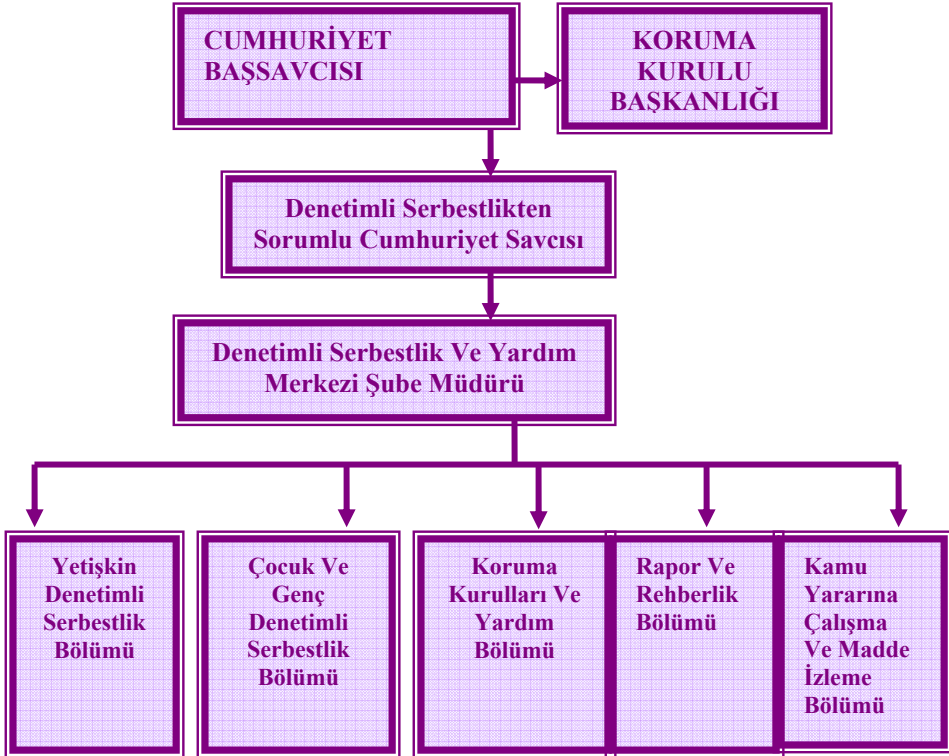 CUMHURİYET
BAŞSAVCISI
KORUMA
KURULU
BAŞKANLIĞI
Denetimli Serbestlikten
Sorumlu Cumhuriyet Savcısı
Denetimli Serbestlik Ve Yardım
Merkezi Şube Müdürü
Yetişkin
Denetimli
Serbestlik
Bölümü
Çocuk Ve
Genç
Denetimli
Serbestlik
Bölümü
Koruma
Kurulları Ve
Yardım
Bölümü
Rapor Ve
Rehberlik
Bölümü
Kamu
Yararına
Çalışma
Ve Madde
İzleme
Bölümü